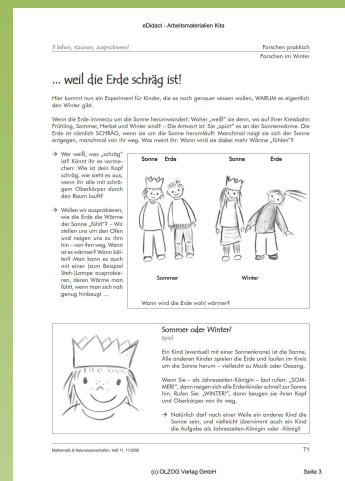 eDidact - Arbeitsmaterialien Kita
3 Sehen, staunen, ausprobieren!
Forschen praktisch
Forschen im Winter
... weil die Erde schräg ist!
Hier kommt nun ein Experiment für Kinder, die es noch genauer wissen wollen, WARUM es eigentlich
den Winter gibt.
Wenn die Erde immerzu um die Sonne herumwandert: Woher „weiß“ sie denn, wo auf ihrer Kreisbahn
Frühling, Sommer, Herbst und Winter sind? – Die Antwort ist: Sie „spürt“ es an der Sonnenwärme. Die
Erde ist nämlich SCHRÄG, wenn sie um die Sonne herumläuft: Manchmal neigt sie sich der Sonne
entgegen, manchmal von ihr weg. Was meint ihr: Wann wird sie dabei mehr Wärme „fühlen“?
→ Wer weiß, was „schräg“
ist? Könnt ihr es vorma-
chen: Wie ist dein Kopf
schräg, wie sieht es aus,
wenn ihr alle mit schrä-
gem Oberkörper durch
den Raum lauft?
→ Wollen wir ausprobieren,
wie die Erde die Wärme
der Sonne „fühlt“? – Wir
stellen uns um den Ofen
und neigen uns zu ihm
hin – von ihm weg. Wann
ist es wärmer? Wann käl-
ter? Man kann es auch
mit einer (zum Beispiel
Steh-)Lampe ausprobie-
ren, deren Wärme man
fühlt, wenn man sich nah
genug hinbeugt …
Sonne Erde Sonne Erde
Sommer Winter
Wann wird die Erde wohl wärmer?
Sommer oder Winter?
Spiel
Ein Kind (eventuell mit einer Sonnenkrone) ist die Sonne.
Alle anderen Kinder spielen die Erde und laufen im Kreis
um die Sonne herum – vielleicht zu Musik oder Gesang.
Wenn Sie – als Jahreszeiten-Königin – laut rufen: „SOM-
MER!“, dann neigen sich alle Erdenkinder schnell zur Sonne
hin. Rufen Sie: „WINTER!“, dann beugen sie ihren Kopf
und Oberkörper von ihr weg.
→ Natürlich darf nach einer Weile ein anderes Kind die
Sonne sein, und vielleicht übernimmt auch ein Kind
die Aufgabe als Jahreszeiten-Königin oder -König?
Mathematik & Naturwissenschaften, Heft 11, 11/2008
71
(c) OLZOG Verlag GmbH
Seite 3